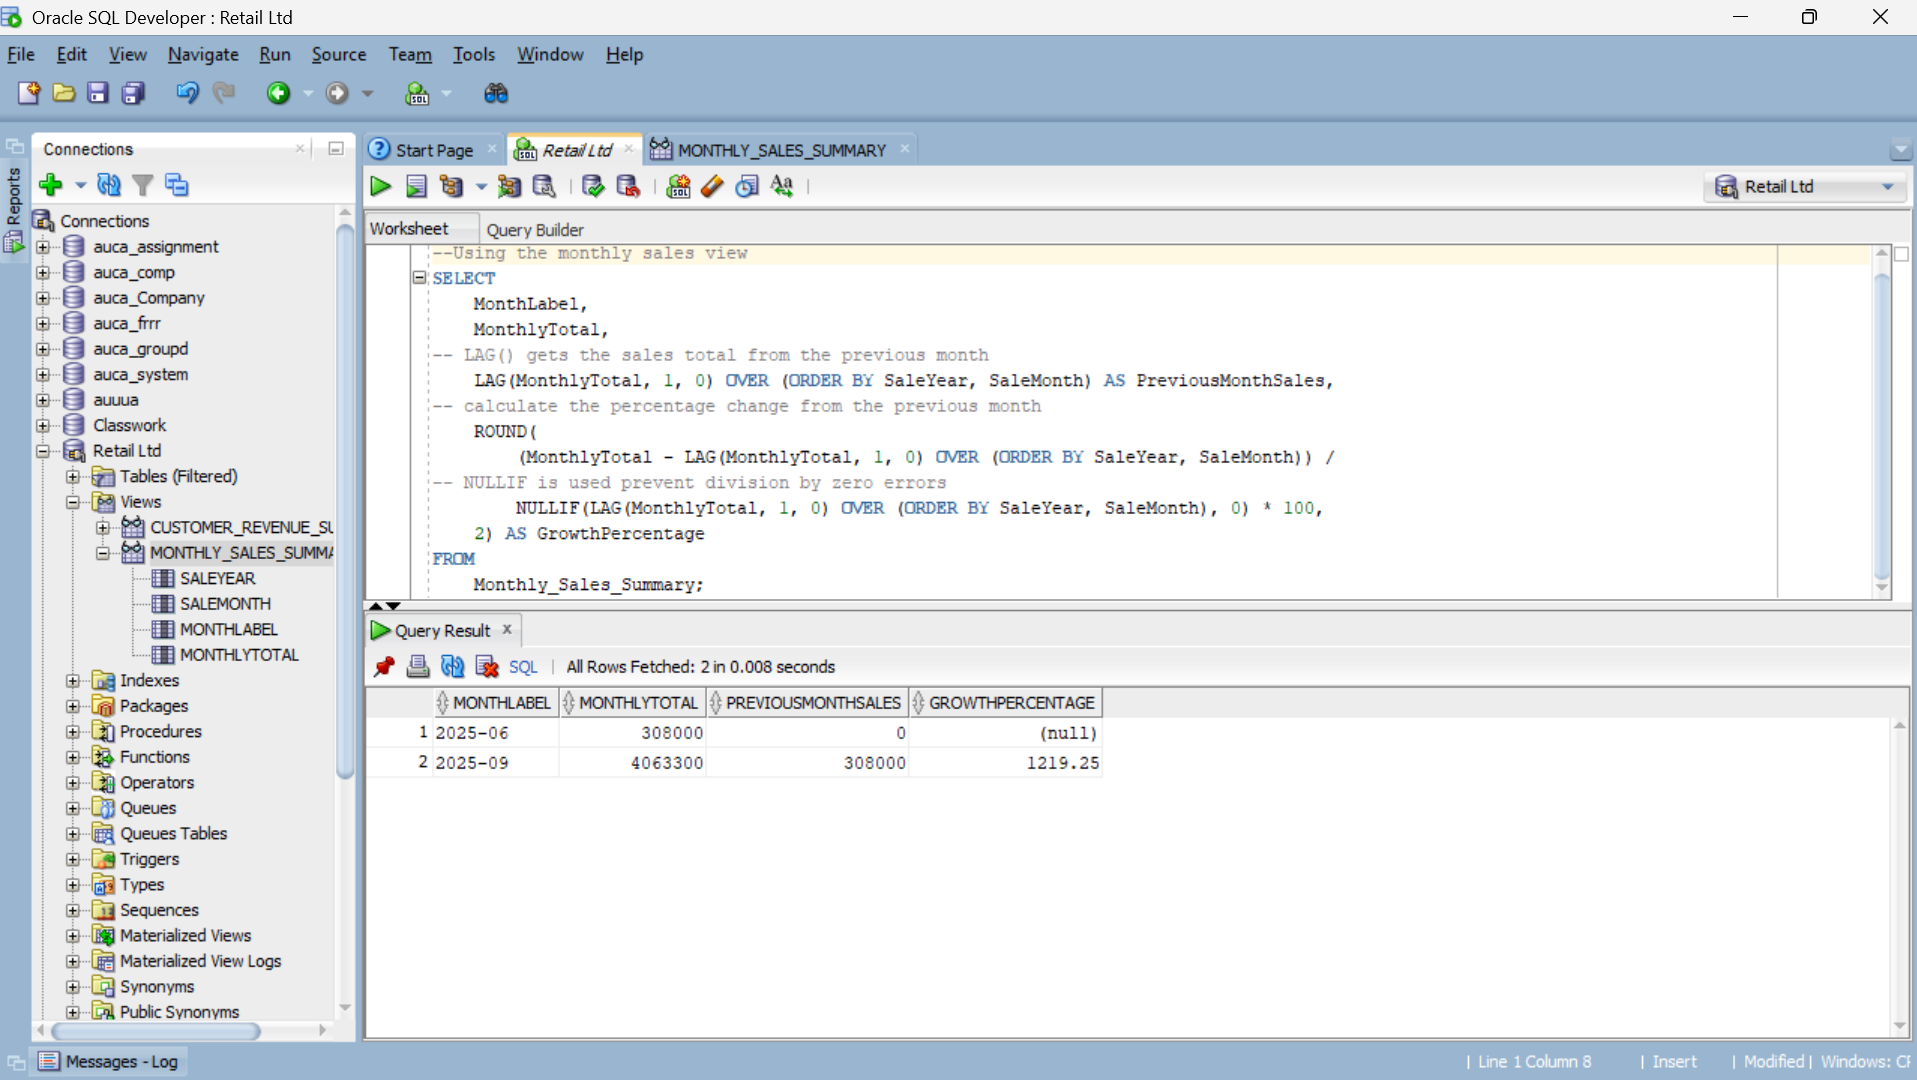 Oracle SQL Developer : Retail Ltd
File Edit View Navigate Run Source Team Tools Window Help
Reports
Connections
Start Page
Retail Ltd
MONTHLY_SALES_SUMMARY
Retail Ltd
Connections
auca_assignment
auca_comp
auca_Company
auca_frrr
auca_groupd
auca_system
auuua
Classwork
Retail Ltd
Tables (Filtered)
Views
CUSTOMER_REVENUE_SU
MONTHLY_SALES_SUMMA
SALEYEAR
SALEMONTH
MONTHLABEL
MONTHLYTOTAL
Indexes
Packages
Procedures
Functions
Operators
Queues
Queues Tables
Triggers
Types
Sequences
Materialized Views
Materialized View Logs
Synonyms
Public Synonyms
Worksheet Query Builder
--Using the monthly sales view
SELECT
MonthLabel,
MonthlyTotal,
-- LAG() gets the sales total from the previous month
LAG(MonthlyTotal, 1, 0) OVER (ORDER BY SaleYear, SaleMonth) AS PreviousMonthSales,
-- calculate the percentage change from the previous month
ROUND(
(MonthlyTotal - LAG(MonthlyTotal, 1, 0) OVER (ORDER BY SaleYear, SaleMonth)) /
-- NULLIF is used prevent division by zero errors
NULLIF(LAG(MonthlyTotal, 1, 0) OVER (ORDER BY SaleYear, SaleMonth), 0) * 100,
2) AS GrowthPercentage
FROM
Monthly_Sales_Summary;
Query Result
SQL All Rows Fetched: 2 in 0.008 seconds
MONTHLABEL MONTHLYTOTAL PREVIOUSMONTHSALES GROWTHPERCENTAGE
1 2025-06 308000 0 (null)
2 2025-09 4063300 308000 1219.25
Messages - Log
Line 1 Column 8 Insert Modified Windows: CF